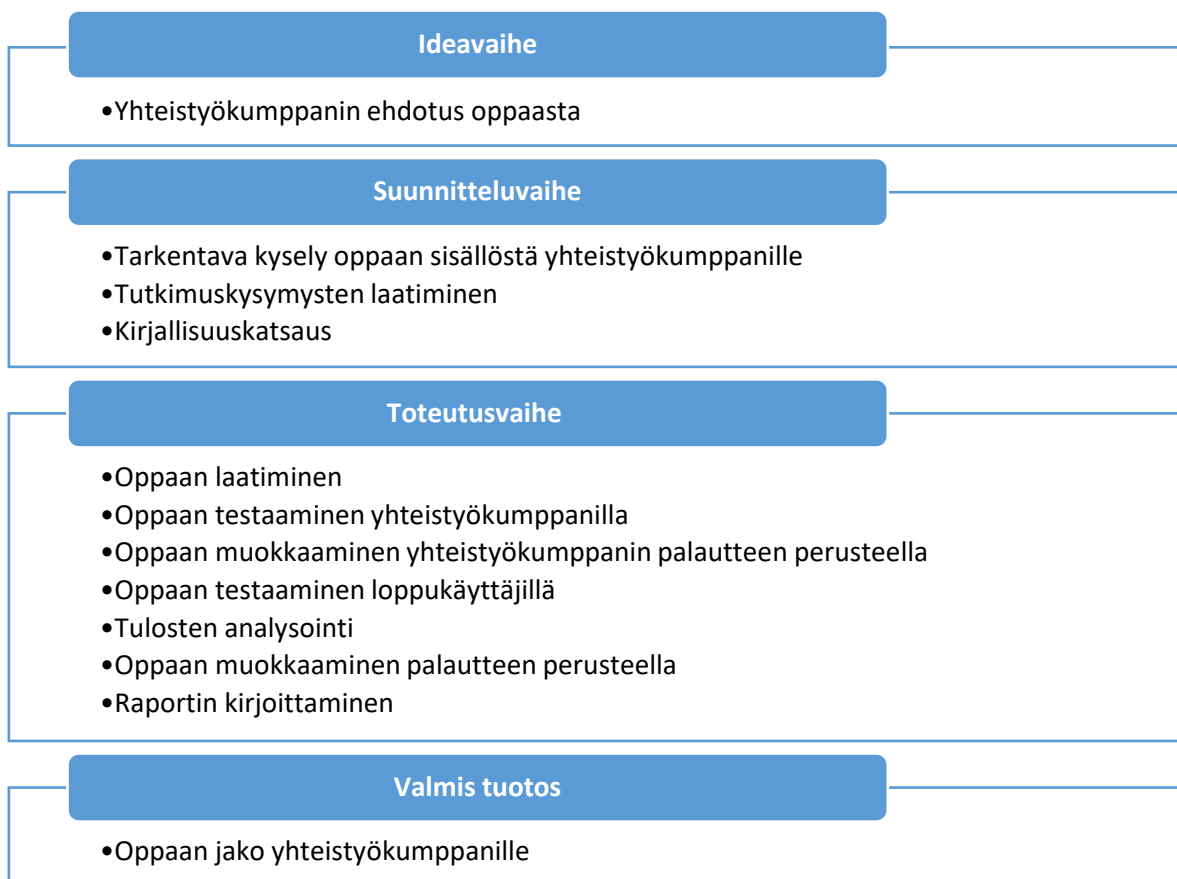 Ideavaihe
•Yhteistyökumppanin ehdotus oppaasta
Suunnitteluvaihe
•Tarkentava kysely oppaan sisällöstä yhteistyökumppanille
•Tutkimuskysymysten laatiminen
•Kirjallisuuskatsaus
Toteutusvaihe
•Oppaan laatiminen
•Oppaan testaaminen yhteistyökumppanilla
•Oppaan muokkaaminen yhteistyökumppanin palautteen perusteella
•Oppaan testaaminen loppukäyttäjillä
•Tulosten analysointi
•Oppaan muokkaaminen palautteen perusteella
•Raportin kirjoittaminen
Valmis tuotos
•Oppaan jako yhteistyökumppanille